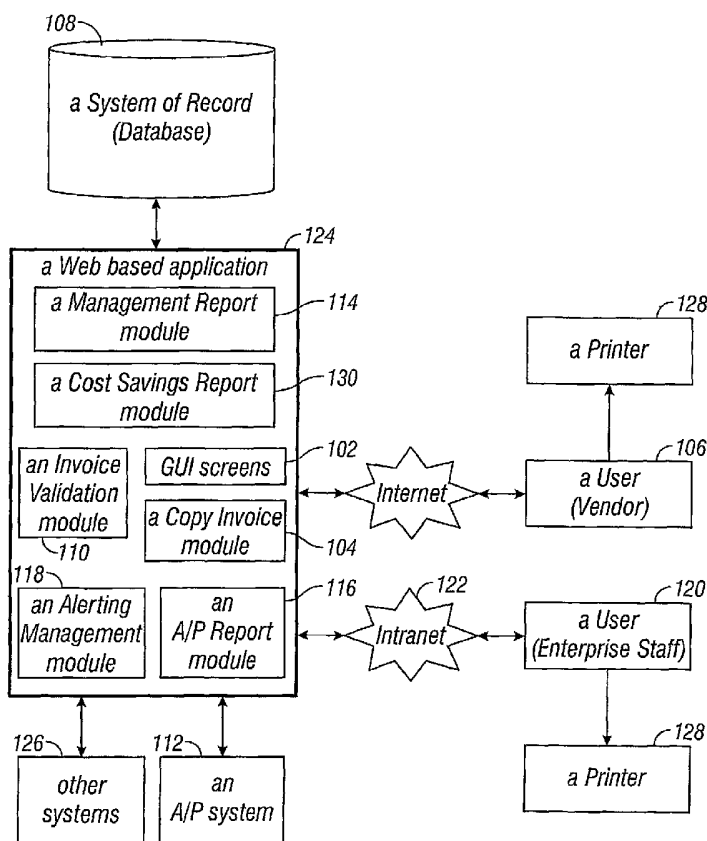 108
a System of Record
(Database)
124
a Web based application
a Management Report
module
114
a Cost Savings Report
module
130
an Invoice
Validation
module
110
GUI screens
102
a Copy Invoice
module
104
118
an Alerting
Management
module
an
A/P Report
module
116
Internet
122
Intranet
128
a Printer
106
a User
(Vendor)
120
a User
(Enterprise Staff)
128
a Printer
126
other
systems
112
an
A/P system